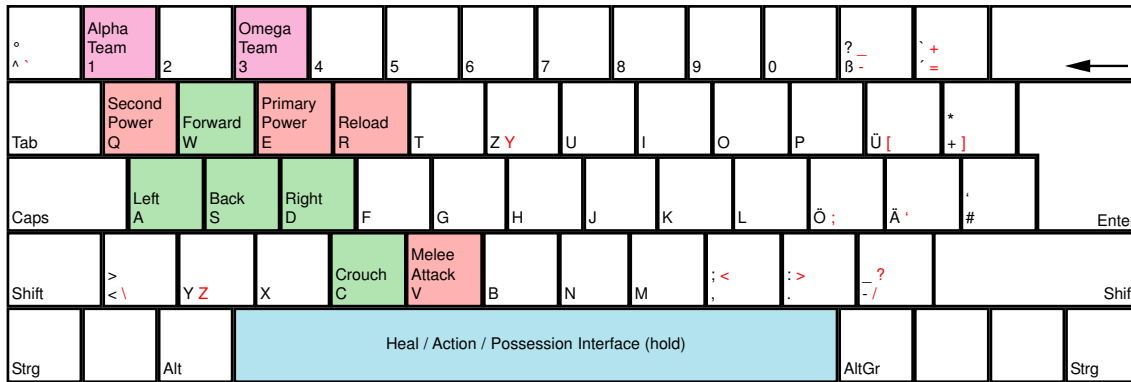 ° Alpha Omega ? _ ` +
Team Team
^ ` 1 2 3 4 5 6 7 8 9 0 ß - ´ =
Second Primary *
Power Forward Power Reload
Tab Q W E R T Z Y U I O P Ü [ + ]
Left Back Right ‘
Caps A S D F G H J K L Ö ; Ä ‘ # Enter
Melee
> Crouch Attack ; < : > _ ?
Shift < \ Y Z X C V B N M , . - / Shif
Heal / Action / Possession Interface (hold)
Strg Alt AltGr Strg